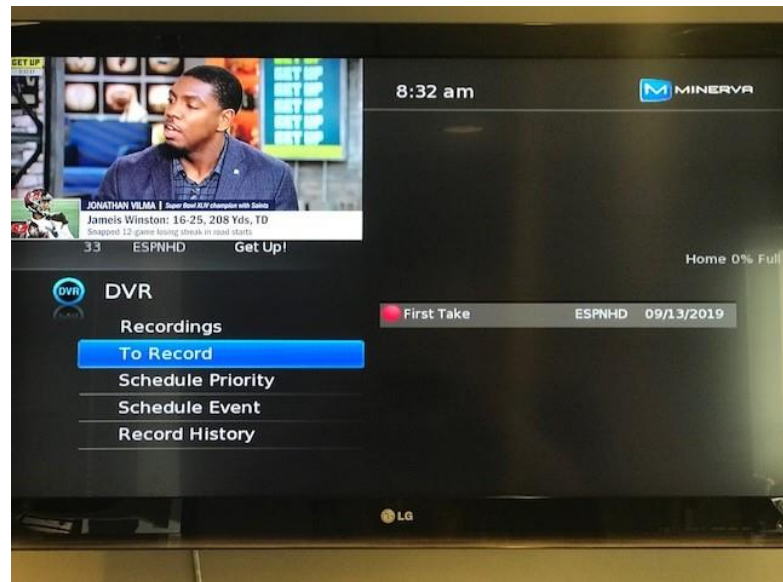 GET UP
GET UP
GET UP
GET UP
GET UP
GET UP
8:32 am
MINERVA
JONATHAN VILMA | Super Bowl XLIV champion with Saints
Jameis Winston: 16-25, 208 Yds, TD
Snapped 12-game losing streak in road starts
33 ESPNHD Get Up!
Home 0% Full
DVR DVR
Recordings
First Take ESPNHD 09/13/2019
To Record
Schedule Priority
Schedule Event
Record History
LG